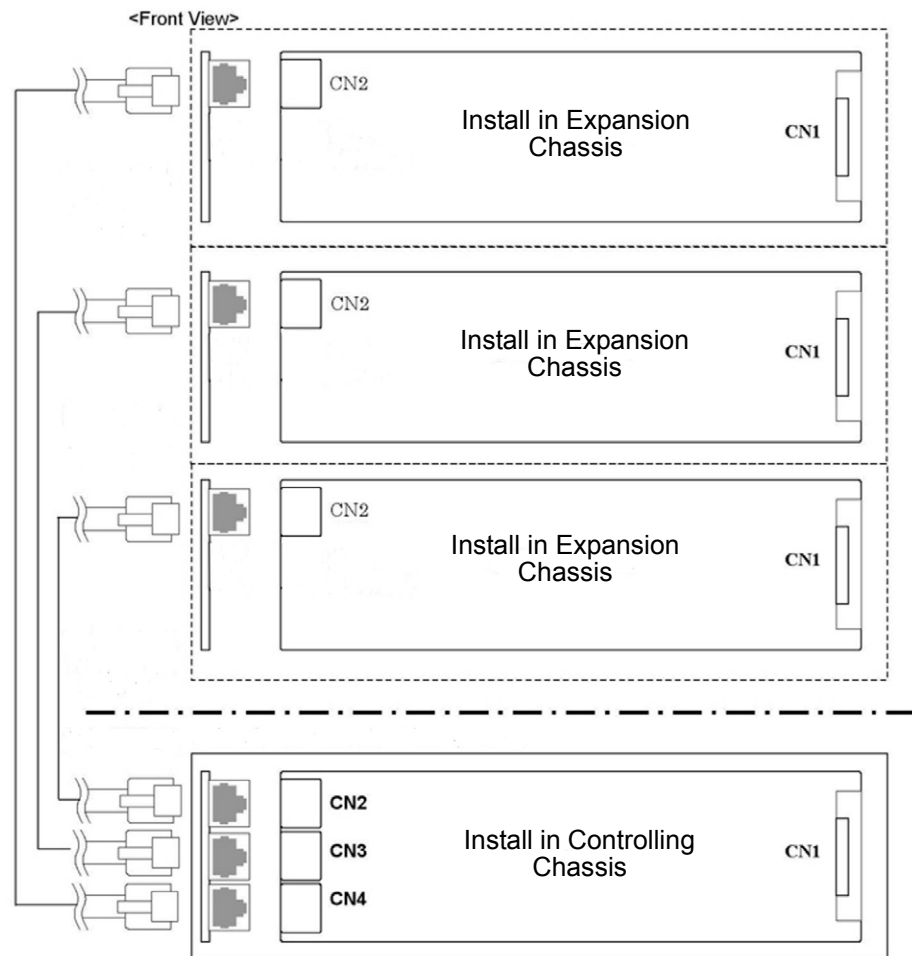 <Front View>
CN2
Install in Expansion
Chassis
CN1
CN2
Install in Expansion
Chassis
CN1
CN2
Install in Expansion
Chassis
CN1
CN2
CN3
CN4
Install in Controlling
Chassis
CN1